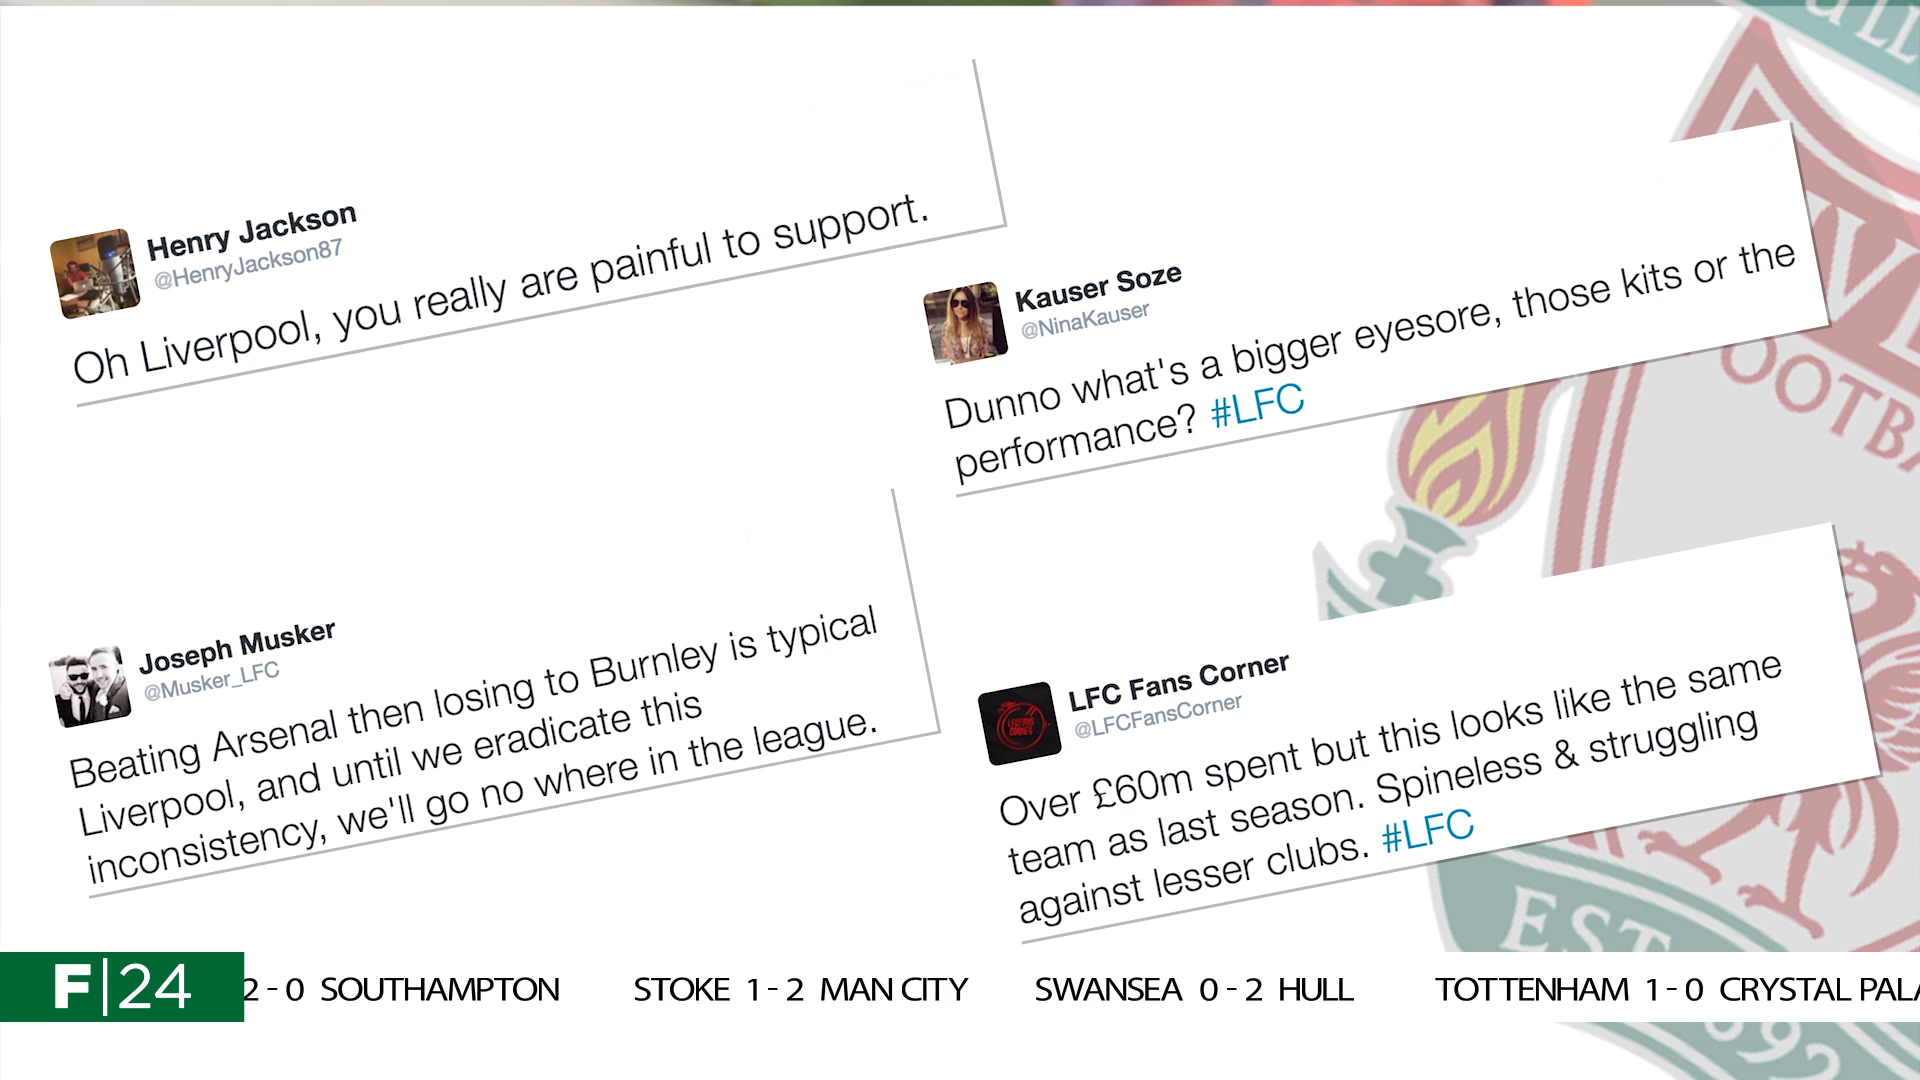 Henry Jackson
@HenryJackson87
Oh Liverpool, you really are painful to support.
Kauser Soze
@NinaKauser
Dunno what's a bigger eyesore, those kits or the
performance? #LFC
Joseph Musker
@Musker_LFC
Beating Arsenal then losing to Burnley is typical
Liverpool, and until we eradicate this
inconsistency, we'll go no where in the league.
LFC Fans Corner
@LFCFansCorner
Over £60m spent but this looks like the same
team as last season. Spineless & struggling
against lesser clubs. #LFC
EST
F|24
2 - 0 SOUTHAMPTON STOKE 1 - 2 MAN CITY SWANSEA 0 - 2 HULL TOTTENHAM 1 - 0 CRYSTAL PALA